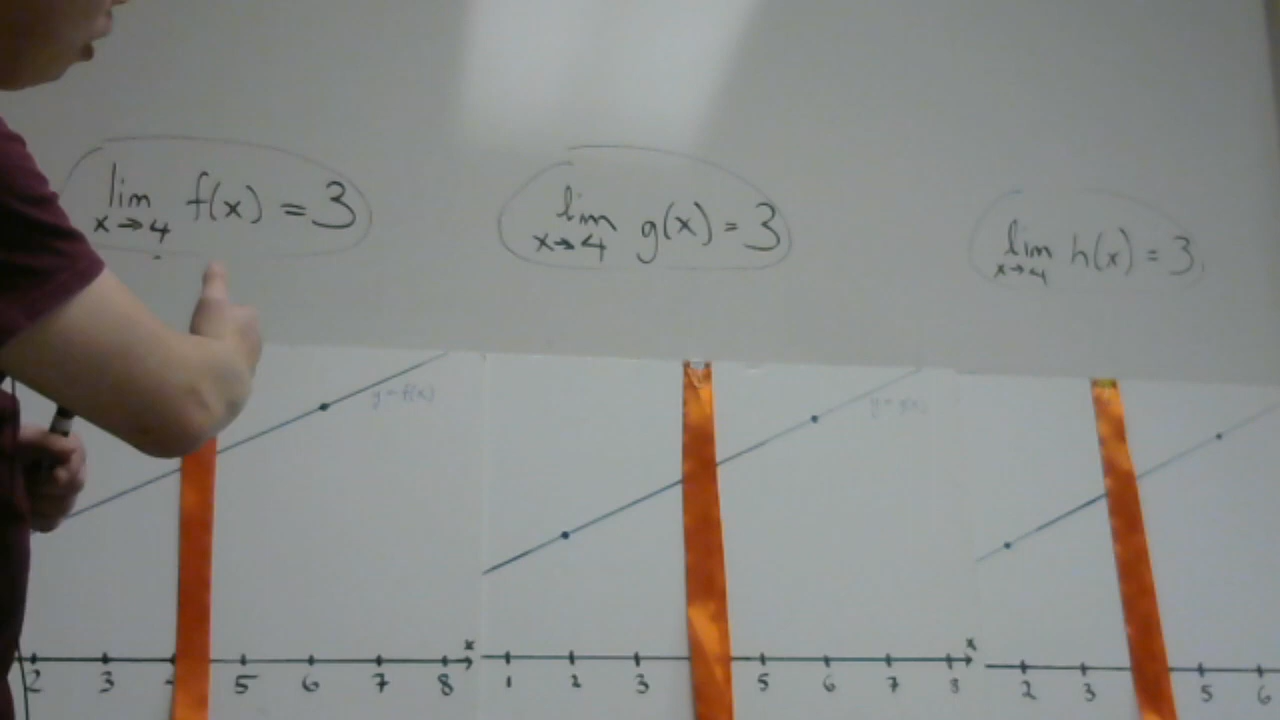 lim f(x) = 3
x→4
lim g(x) = 3
x→4
lim h(x) = 3
x→4
y = f(x)
x
2 3 5 6 7 8
x
1 2 3 5 6 7 8
2 3 5 6